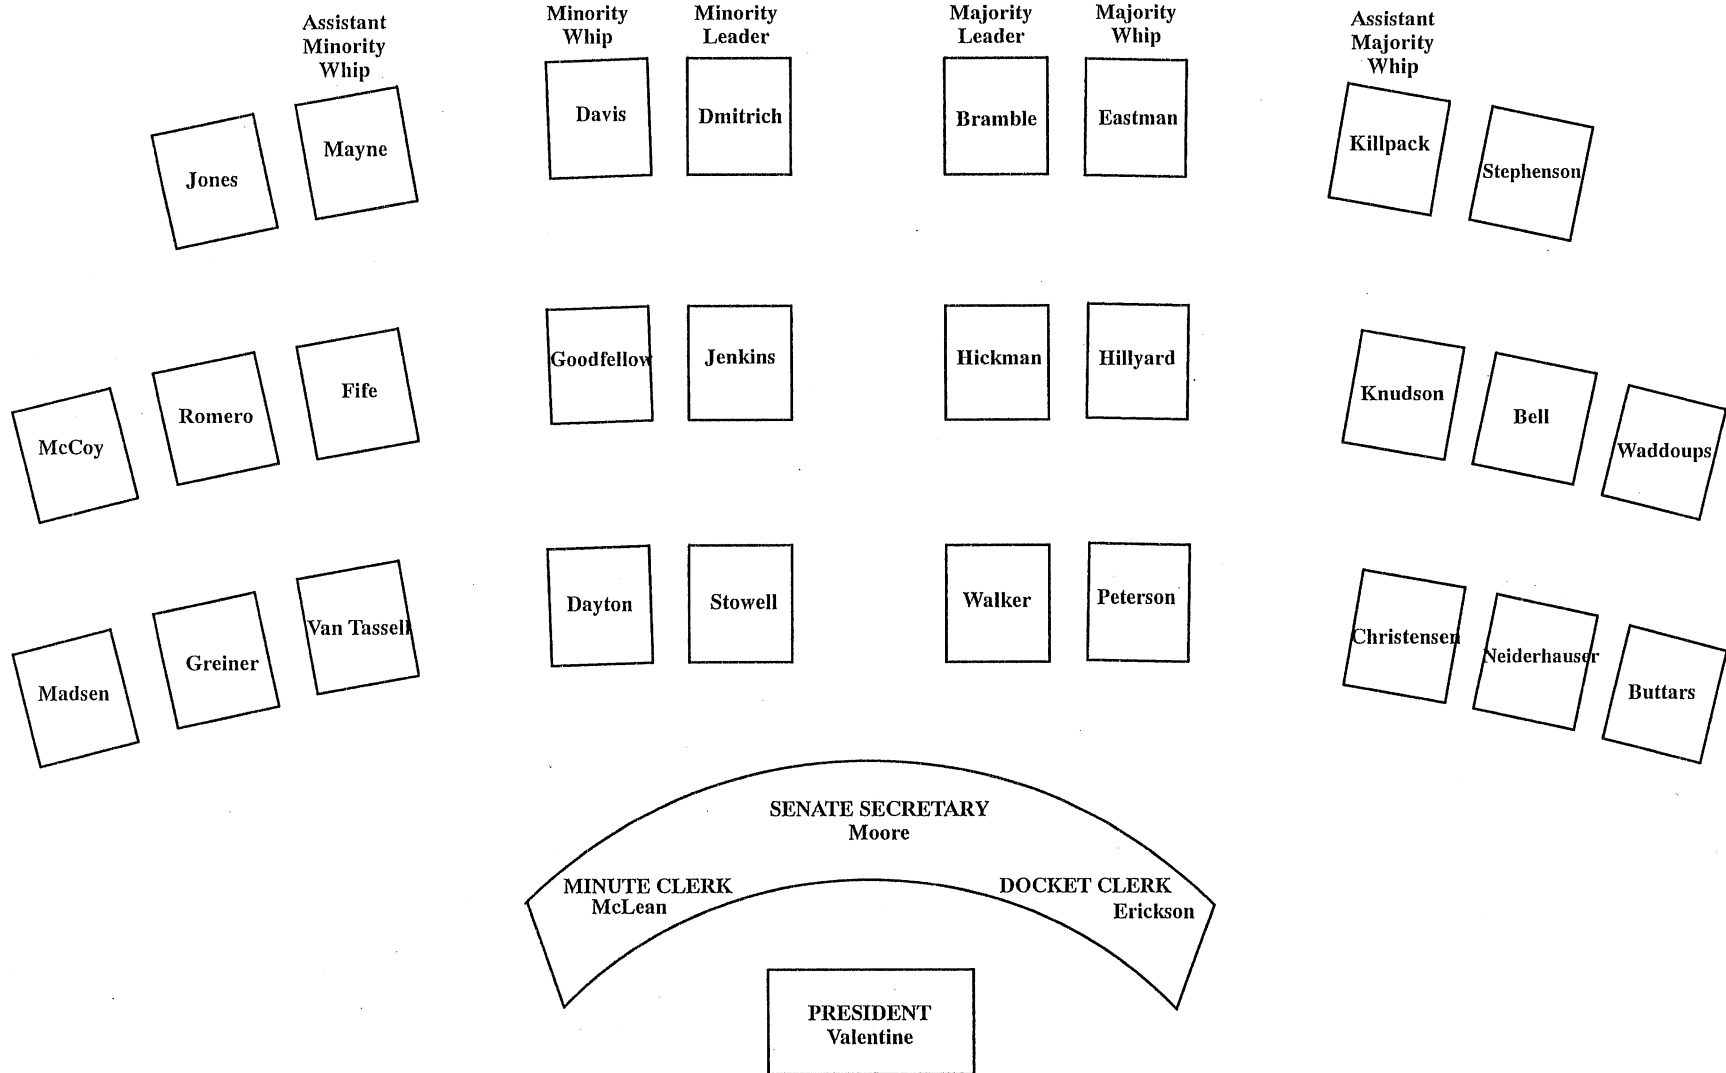 Assistant
Minority
Whip
Minority
Whip
Minority
Leader
Majority
Leader
Majority
Whip
Assistant
Majority
Whip
Jones
Mayne
Davis
Dmitrich
Bramble
Eastman
Killpack
Stephenson
McCoy
Romero
Fife
Goodfellow
Jenkins
Hickman
Hillyard
Knudson
Bell
Waddoups
Madsen
Greiner
Van Tassell
Dayton
Stowell
Walker
Peterson
Christensen
Neiderhauser
Buttars
SENATE SECRETARY
Moore
MINUTE CLERK
McLean
DOCKET CLERK
Erickson
PRESIDENT
Valentine